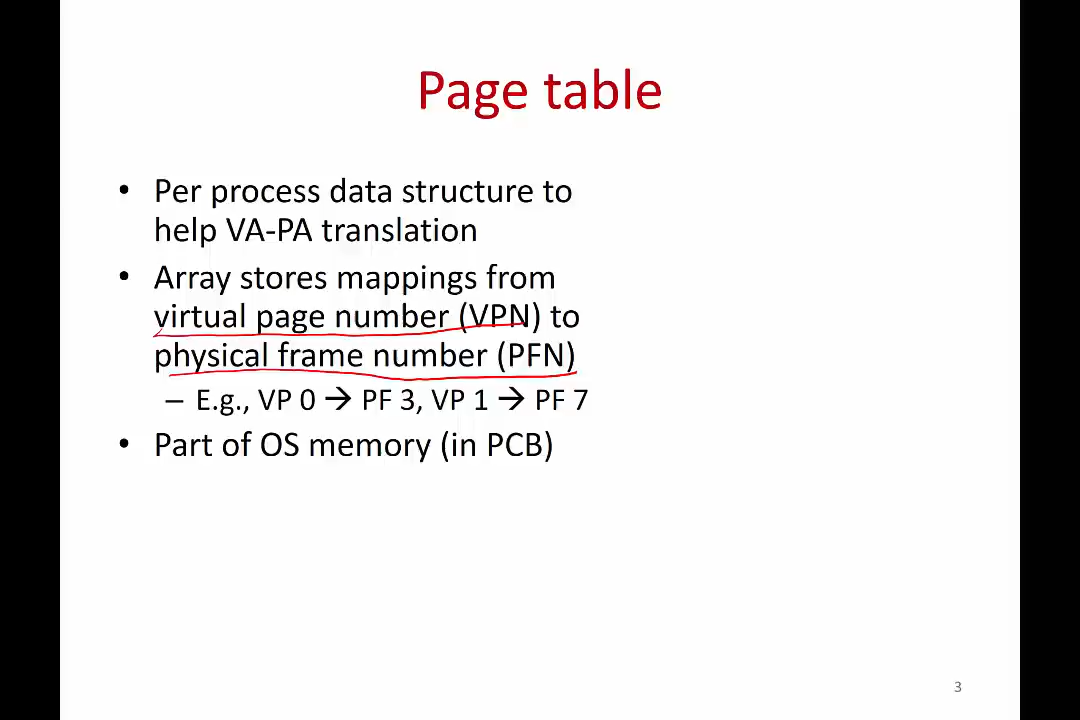 Page table
• Per process data structure to
help VA-PA translation
• Array stores mappings from
virtual page number (VPN) to
physical frame number (PFN)
– E.g., VP 0 → PF 3, VP 1 → PF 7
• Part of OS memory (in PCB)
3